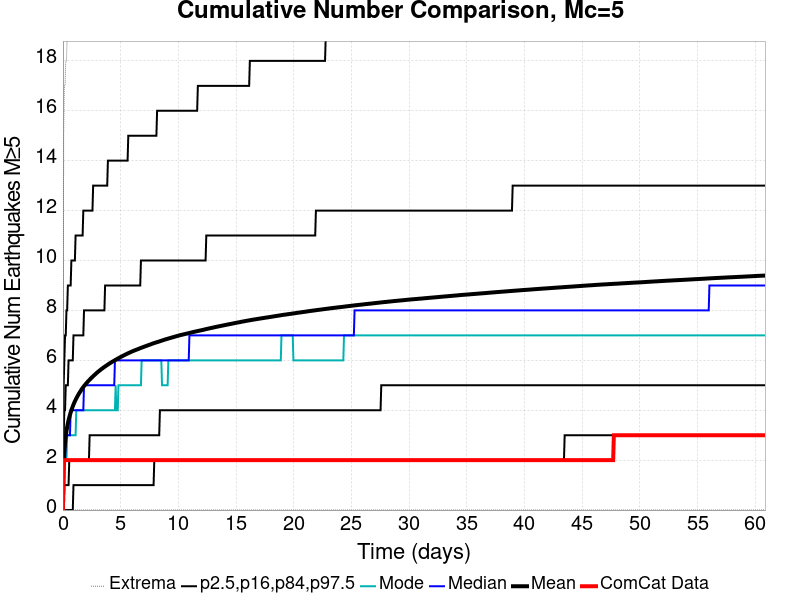 Cumulative Number Comparison, Mc=5
Cumulative Num Earthquakes M≥5
18
16
14
12
10
8
6
4
2
0
0 5 10 15 20 25 30 35 40 45 50 55 60
Time (days)
Extrema p2.5,p16,p84,p97.5 Mode Median Mean ComCat Data